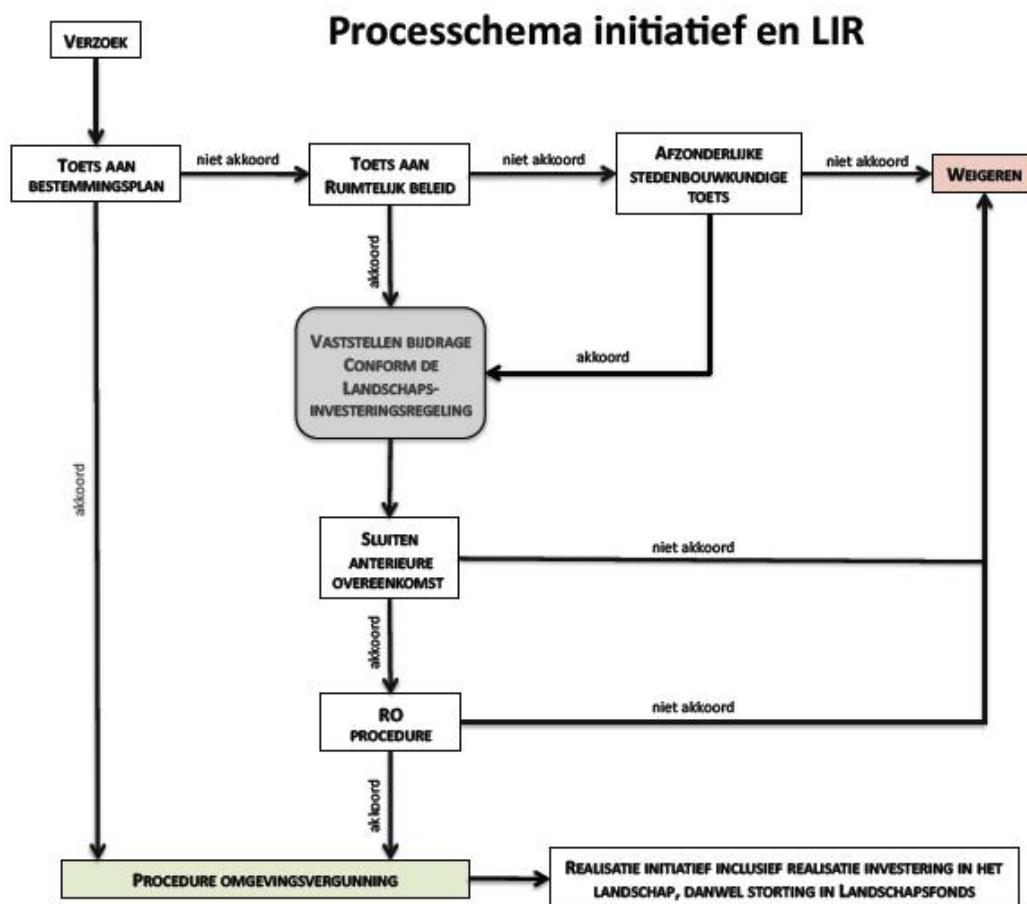 Processchema initiatief en LIR
VERZOEK
TOETS AAN
BESTEMMINGSPLAN
niet akkoord
TOETS AAN
RUIMTELIJK BELEID
niet akkoord
AFZONDERLIJKE
STEDENBOUWKUNDIGE
TOETS
niet akkoord
WEIGEREN
akkoord
VASTSTELLEN BIJDRAGE
CONFORM DE
LANDSCHAPS-
INVESTERINGSREGELING
akkoord
akkoord
SLUITEN
ANTERIEURE
OVEREENKOMST
niet akkoord
akkoord
RO
PROCEDURE
niet akkoord
akkoord
PROCEDURE OMGEVINGSVERGUNNING
REALISATIE INITIATIEF INCLUSIEF REALISATIE INVESTERING IN HET
LANDSCHAP, DANWEL STORTING IN LANDSCHAPSFONDS